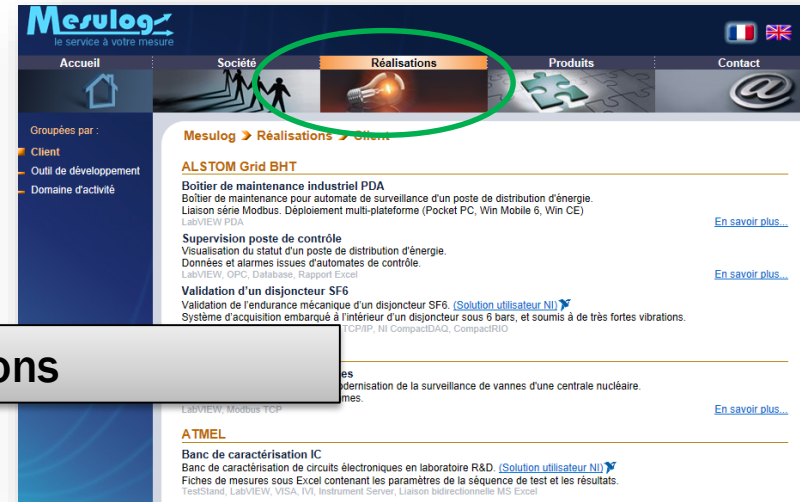 Mesulog
le service à votre mesure
Accueil
Société
Réalisations
Produits
Contact
Groupées par :
Client
Outil de développement
Domaine d'activité
Mesulog > Réalisations > Client
ALSTOM Grid BHT
Boîtier de maintenance industriel PDA
Boîtier de maintenance pour automate de surveillance d'un poste de distribution d'énergie.
Liaison série Modbus. Déploiement multi-plateforme (Pocket PC, Win Mobile 6, Win CE)
LabVIEW PDA
En savoir plus...
Supervision poste de contrôle
Visualisation du statut d'un poste de distribution d'énergie.
Données et alarmes issues d'automates de contrôle.
LabVIEW, OPC, Database, Rapport Excel
En savoir plus...
Validation d'un disjoncteur SF6
Validation de l'endurance mécanique d'un disjoncteur SF6. (Solution utilisateur NI)
Système d'acquisition embarqué à l'intérieur d'un disjoncteur sous 6 bars, et soumis à de très fortes vibrations.
TCP/IP, NI CompactDAQ, CompactRIO
ons
es
dernisation de la surveillance de vannes d'une centrale nucléaire.
mes.
LabVIEW, Modbus TCP
En savoir plus...
ATMEL
Banc de caractérisation IC
Banc de caractérisation de circuits électroniques en laboratoire R&D. (Solution utilisateur NI)
Fiches de mesures sous Excel contenant les paramètres de la séquence de test et les résultats.
TestStand, LabVIEW, VISA, IVI, Instrument Server, Liaison bidirectionnelle MS Excel